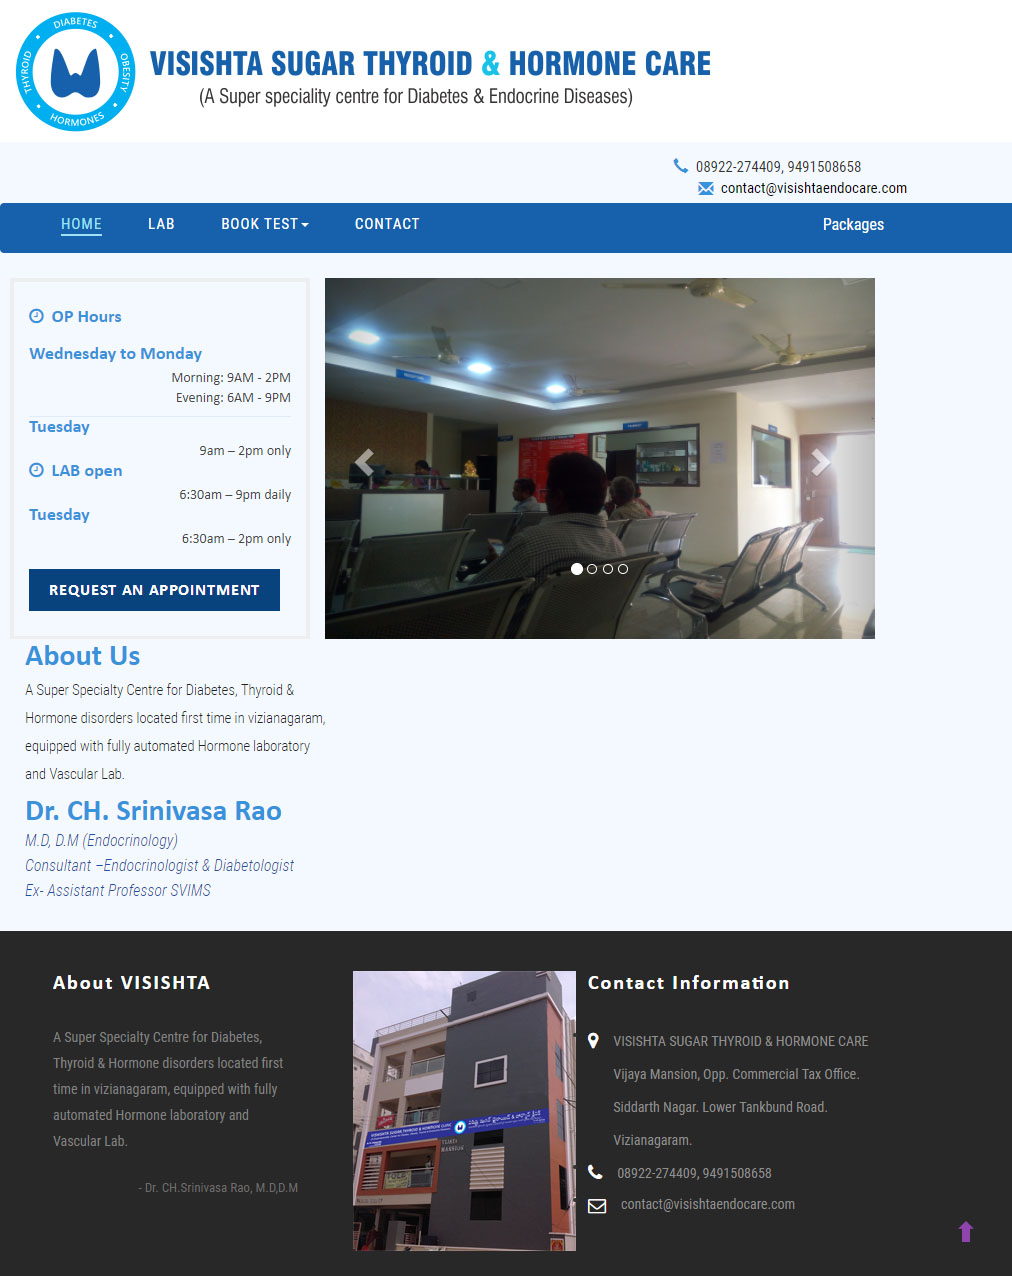 DIABETES
THYROID
OBESITY
HORMONES
VISISHTA SUGAR THYROID & HORMONE CARE
(A Super speciality centre for Diabetes & Endocrine Diseases)
08922-274409, 9491508658
contact@visishtaendocare.com
HOME LAB BOOK TEST CONTACT Packages
OP Hours
Wednesday to Monday
Morning: 9AM - 2PM
Evening: 6AM - 9PM
Tuesday
9am – 2pm only
LAB open
6:30am – 9pm daily
Tuesday
6:30am – 2pm only
REQUEST AN APPOINTMENT
About Us
A Super Specialty Centre for Diabetes, Thyroid &
Hormone disorders located first time in vizianagaram,
equipped with fully automated Hormone laboratory
and Vascular Lab.
Dr. CH. Srinivasa Rao
M.D, D.M (Endocrinology)
Consultant –Endocrinologist & Diabetologist
Ex- Assistant Professor SVIMS
About VISISHTA
A Super Specialty Centre for Diabetes,
Thyroid & Hormone disorders located first
time in vizianagaram, equipped with fully
automated Hormone laboratory and
Vascular Lab.
- Dr. CH.Srinivasa Rao, M.D,D.M
VISISHTA SUGAR THYROID & HORMONE CARE
VIJAYA
MANSION
Contact Information
VISISHTA SUGAR THYROID & HORMONE CARE
Vijaya Mansion, Opp. Commercial Tax Office.
Siddarth Nagar. Lower Tankbund Road.
Vizianagaram.
08922-274409, 9491508658
contact@visishtaendocare.com